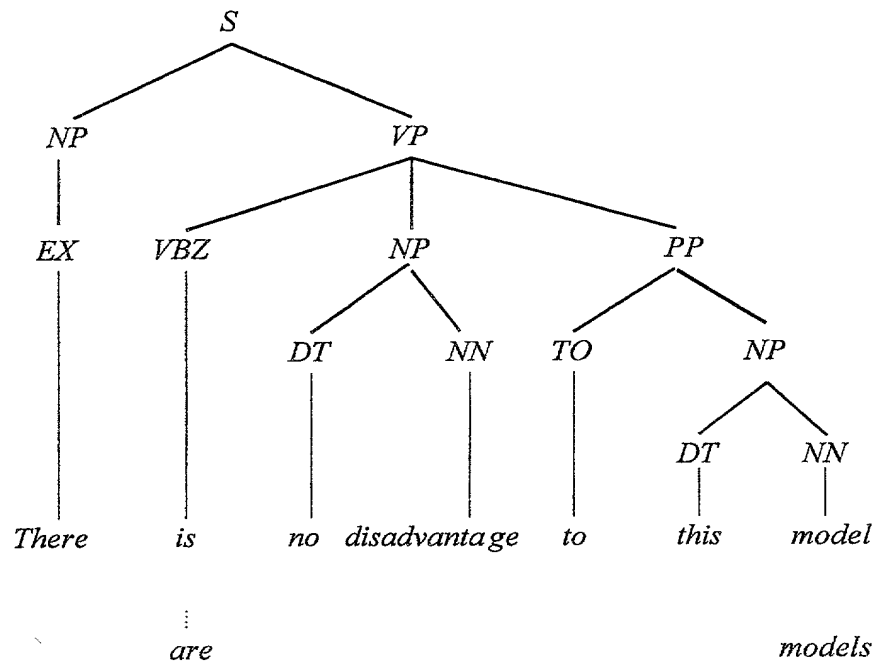 S
NP VP
EX VBZ NP PP
DT NN TO NP
DT NN
There is no disadvantage to this model
are models